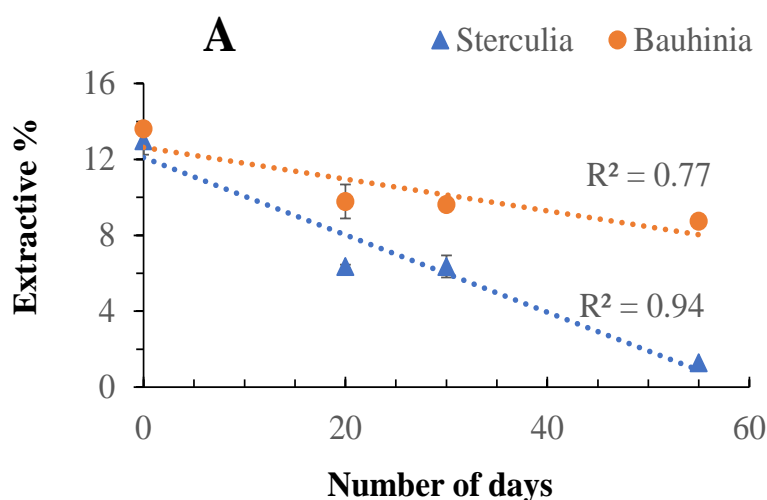 A
Sterculia
Bauhinia
Extractive %
16
12
8
4
0
R² = 0.77
R² = 0.94
0
20
40
60
Number of days